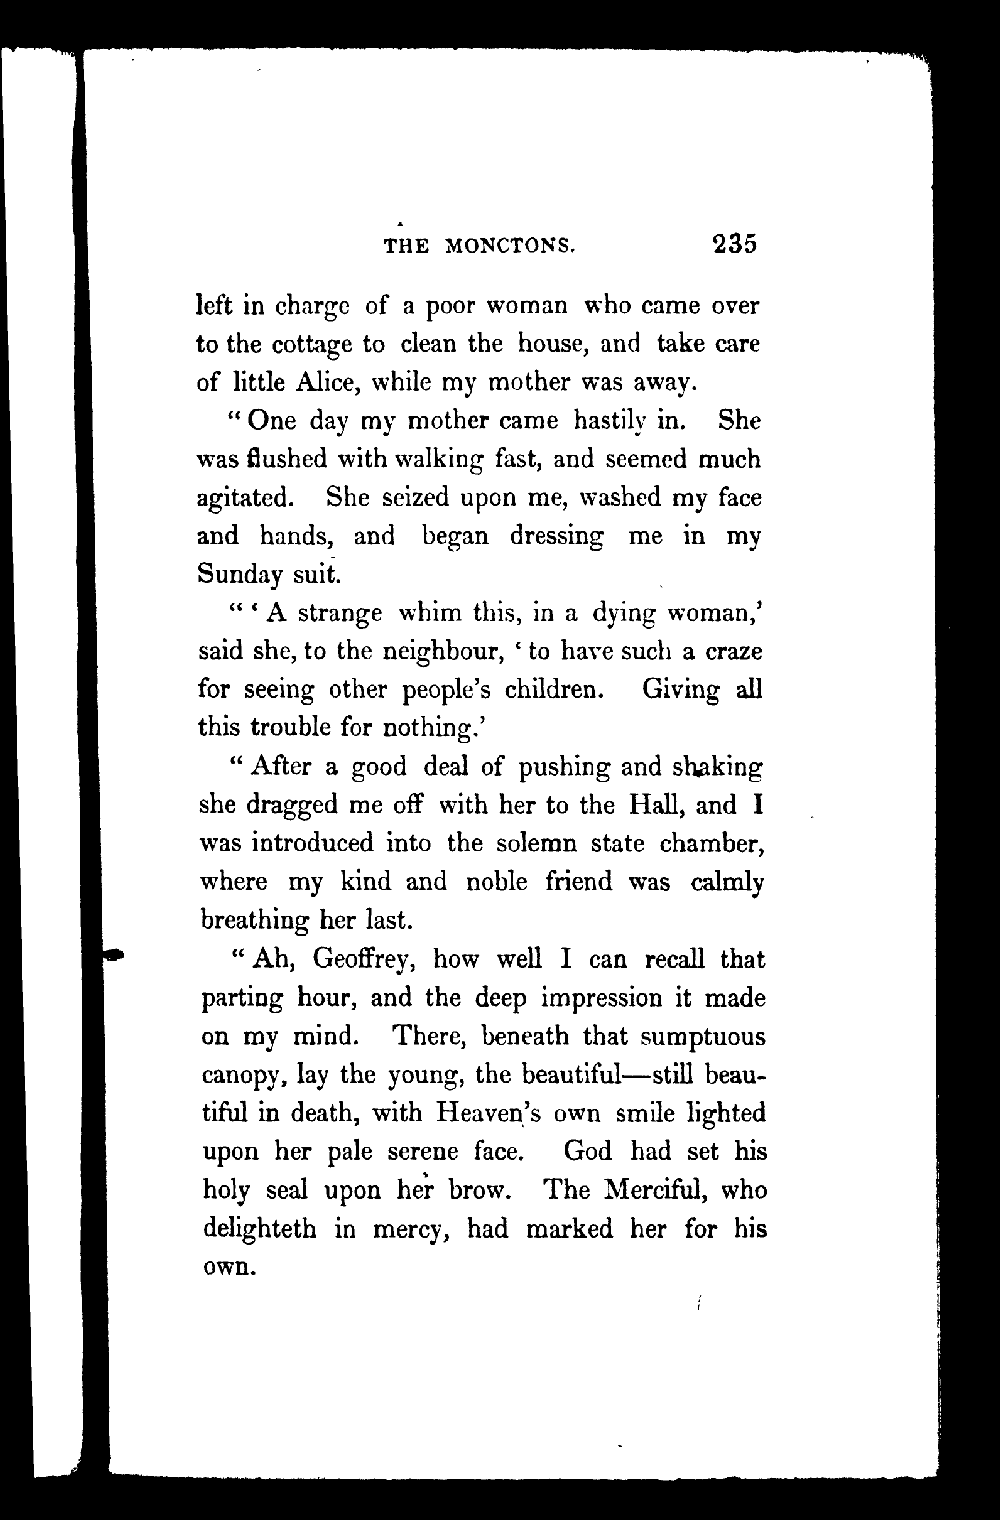 THE MONCTONS. 235
left in charge of a poor woman who came over
to the cottage to clean the house, and take care
of little Alice, while my mother was away.
“ One day my mother came hastily in. She
was flushed with walking fast, and seemed much
agitated. She seized upon me, washed my face
and hands, and began dressing me in my
Sunday suit.
“ ‘ A strange whim this, in a dying woman,’
said she, to the neighbour, ‘ to have such a craze
for seeing other people’s children. Giving all
this trouble for nothing.’
“ After a good deal of pushing and shaking
she dragged me off with her to the Hall, and I
was introduced into the solemn state chamber,
where my kind and noble friend was calmly
breathing her last.
“ Ah, Geoffrey, how well I can recall that
parting hour, and the deep impression it made
on my mind. There, beneath that sumptuous
canopy, lay the young, the beautiful—still beau-
tiful in death, with Heaven’s own smile lighted
upon her pale serene face. God had set his
holy seal upon her brow. The Merciful, who
delighteth in mercy, had marked her for his
own.